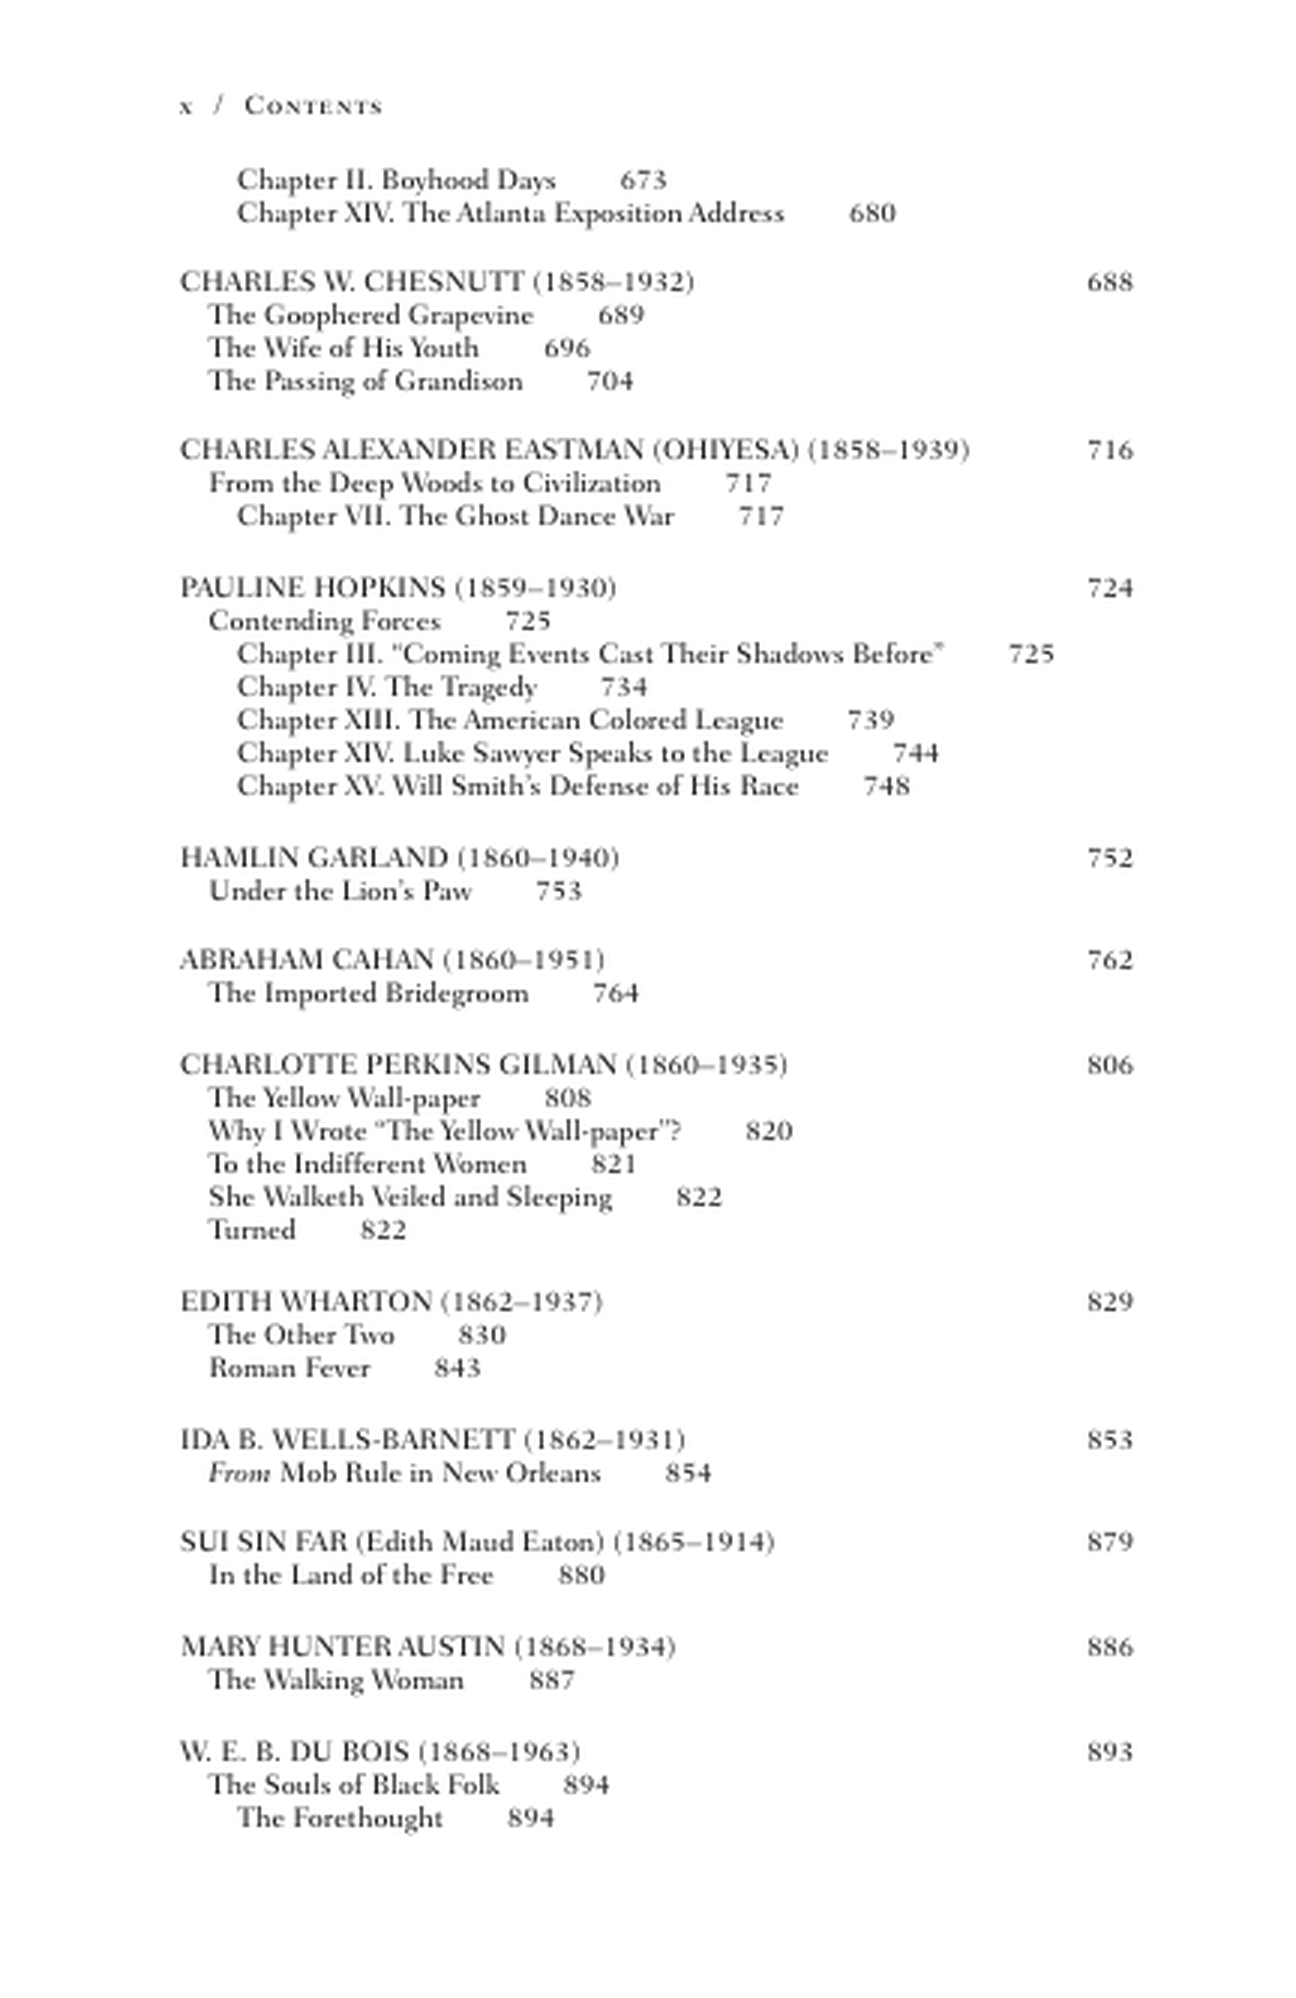 x / Contents
Chapter II. Boyhood Days 673
Chapter XIV. The Atlanta Exposition Address 680
CHARLES W. CHESNUTT (1858–1932) 688
The Goophered Grapevine 689
The Wife of His Youth 696
The Passing of Grandison 704
CHARLES ALEXANDER EASTMAN (OHIYESA) (1858–1939) 716
From the Deep Woods to Civilization 717
Chapter VII. The Ghost Dance War 717
PAULINE HOPKINS (1859–1930) 724
Contending Forces 725
Chapter III. “Coming Events Cast Their Shadows Before” 725
Chapter IV. The Tragedy 734
Chapter XIII. The American Colored League 739
Chapter XIV. Luke Sawyer Speaks to the League 744
Chapter XV. Will Smith’s Defense of His Race 748
HAMLIN GARLAND (1860–1940) 752
Under the Lion’s Paw 753
ABRAHAM CAHAN (1860–1951) 762
The Imported Bridegroom 764
CHARLOTTE PERKINS GILMAN (1860–1935) 806
The Yellow Wall-paper 808
Why I Wrote “The Yellow Wall-paper”? 820
To the Indifferent Women 821
She Walketh Veiled and Sleeping 822
Turned 822
EDITH WHARTON (1862–1937) 829
The Other Two 830
Roman Fever 843
IDA B. WELLS-BARNETT (1862–1931) 853
From Mob Rule in New Orleans 854
SUI SIN FAR (Edith Maud Eaton) (1865–1914) 879
In the Land of the Free 880
MARY HUNTER AUSTIN (1868–1934) 886
The Walking Woman 887
W. E. B. DU BOIS (1868–1963) 893
The Souls of Black Folk 894
The Forethought 894